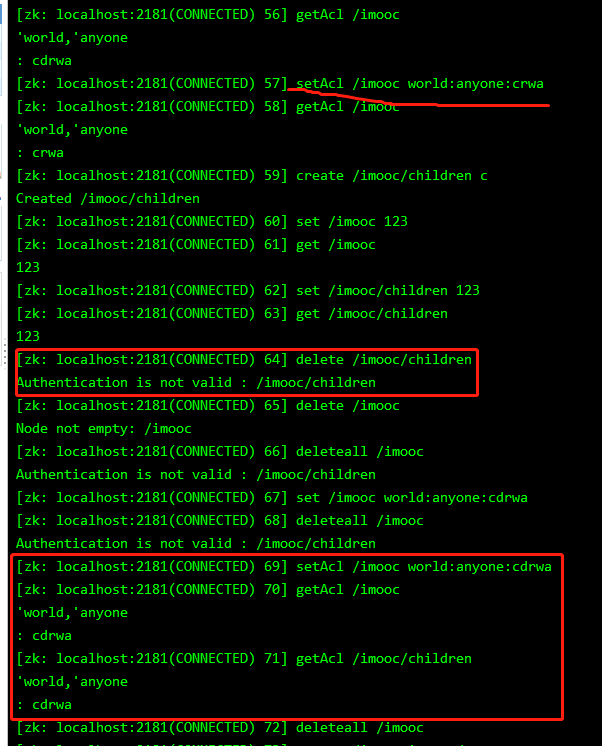 [zk: localhost:2181(CONNECTED) 56] getAcl /imooc
'world,'anyone
: cdrwa
[zk: localhost:2181(CONNECTED) 57] setAcl /imooc world:anyone:crwa
[zk: localhost:2181(CONNECTED) 58] getAcl /imooc
'world,'anyone
: crwa
[zk: localhost:2181(CONNECTED) 59] create /imooc/children c
Created /imooc/children
[zk: localhost:2181(CONNECTED) 60] set /imooc 123
[zk: localhost:2181(CONNECTED) 61] get /imooc
123
[zk: localhost:2181(CONNECTED) 62] set /imooc/children 123
[zk: localhost:2181(CONNECTED) 63] get /imooc/children
123
[zk: localhost:2181(CONNECTED) 64] delete /imooc/children
Authentication is not valid : /imooc/children
[zk: localhost:2181(CONNECTED) 65] delete /imooc
Node not empty: /imooc
[zk: localhost:2181(CONNECTED) 66] deleteall /imooc
Authentication is not valid : /imooc/children
[zk: localhost:2181(CONNECTED) 67] set /imooc world:anyone:cdrwa
[zk: localhost:2181(CONNECTED) 68] deleteall /imooc
Authentication is not valid : /imooc/children
[zk: localhost:2181(CONNECTED) 69] setAcl /imooc world:anyone:cdrwa
[zk: localhost:2181(CONNECTED) 70] getAcl /imooc
'world,'anyone
: cdrwa
[zk: localhost:2181(CONNECTED) 71] getAcl /imooc/children
'world,'anyone
: cdrwa
[zk: localhost:2181(CONNECTED) 72] deleteall /imooc